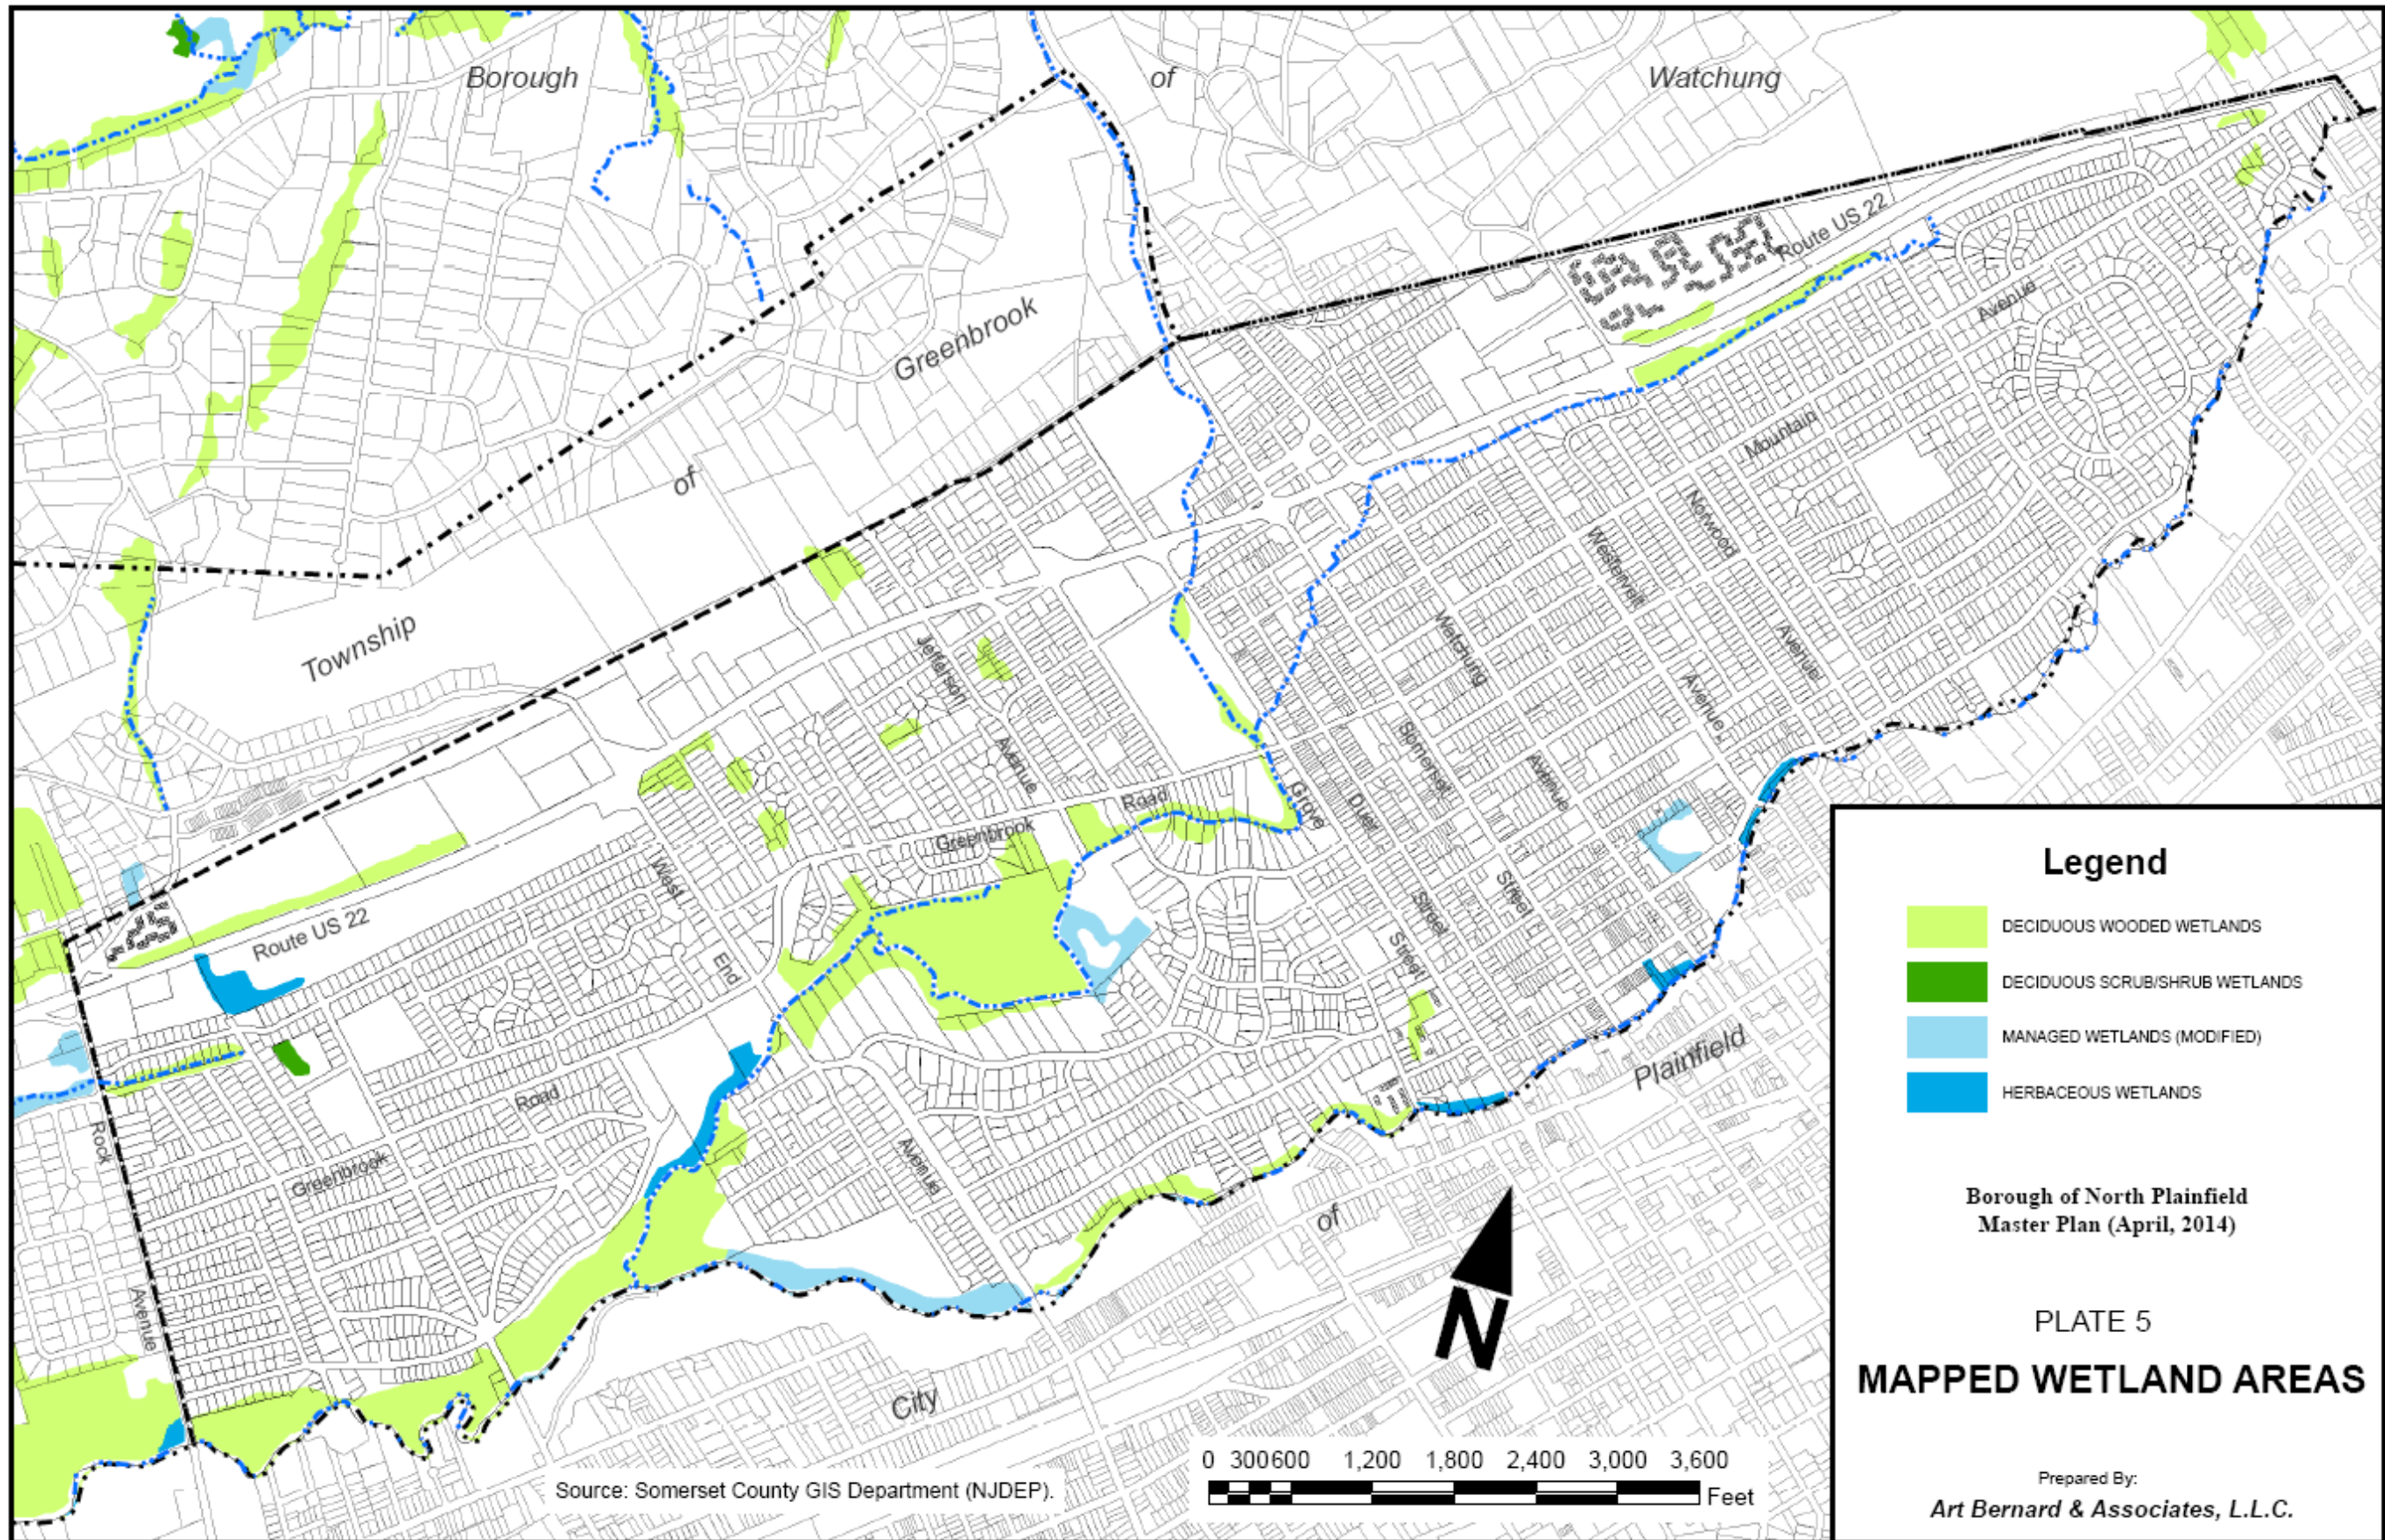 Borough
of
Watchung
Route US 22
Greenbrook
of
Township
Avenue
Mountain
Norwood
Westervelt
Watchung
Avenue
Avenue
Jefferson
Avenue
Somerset
Avenue
Grove
Duer
Road
Greenbrook
West
End
Street
Street
Street
Route US 22
Road
Greenbrook
Rock
Avenue
Avenue
Plainfield
of
City
N
Legend
DECIDUOUS WOODED WETLANDS
DECIDUOUS SCRUB/SHRUB WETLANDS
MANAGED WETLANDS (MODIFIED)
HERBACEOUS WETLANDS
Borough of North Plainfield
Master Plan (April, 2014)
PLATE 5
MAPPED WETLAND AREAS
Prepared By:
Art Bernard & Associates, L.L.C.
0 300 600 1,200 1,800 2,400 3,000 3,600
Feet
Source: Somerset County GIS Department (NJDEP).